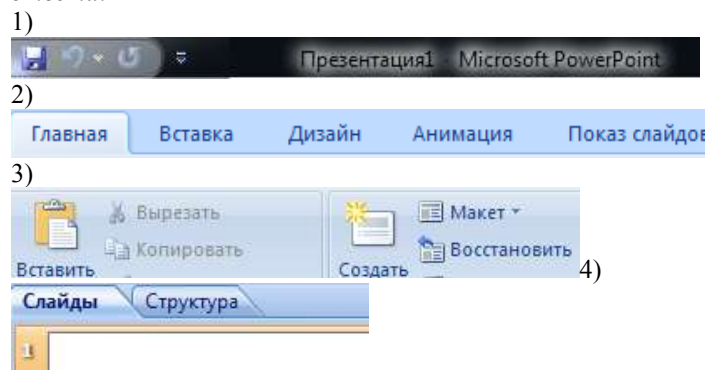 1)
Презентация1 Microsoft PowerPoint
2)
Главная Вставка Дизайн Анимация Показ слайдов
3)
Вырезать Макет
Копировать Восстановить
Вставить Создать 4)
Слайды Структура
1